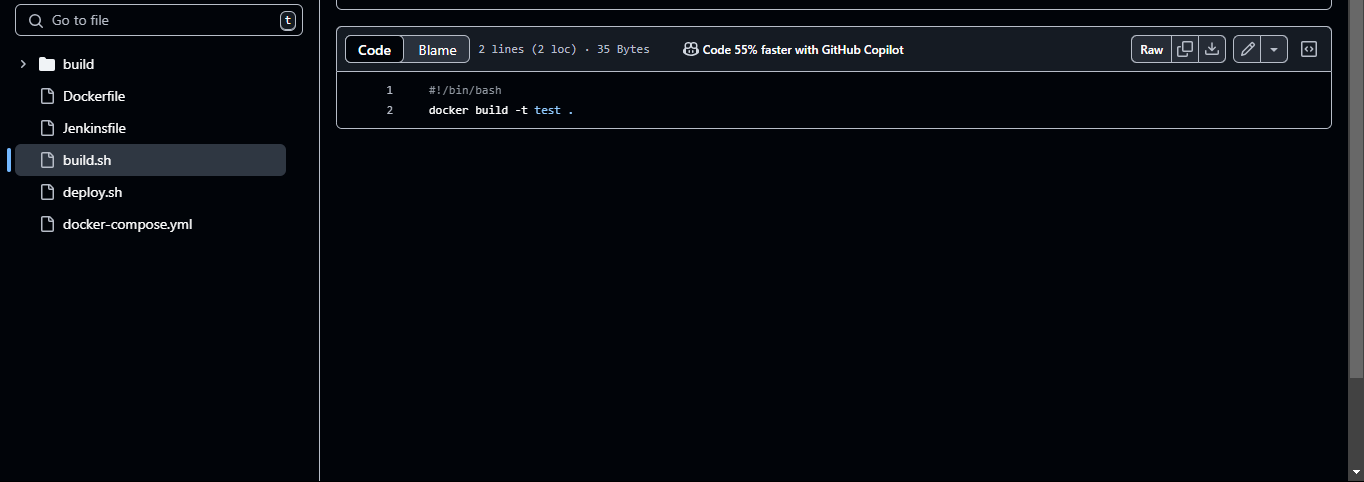 Go to file t
build
Dockerfile
Jenkinsfile
build.sh
deploy.sh
docker-compose.yml
Code Blame 2 lines (2 loc) · 35 Bytes Code 55% faster with GitHub Copilot Raw
1 #!/bin/bash
2 docker build -t test .